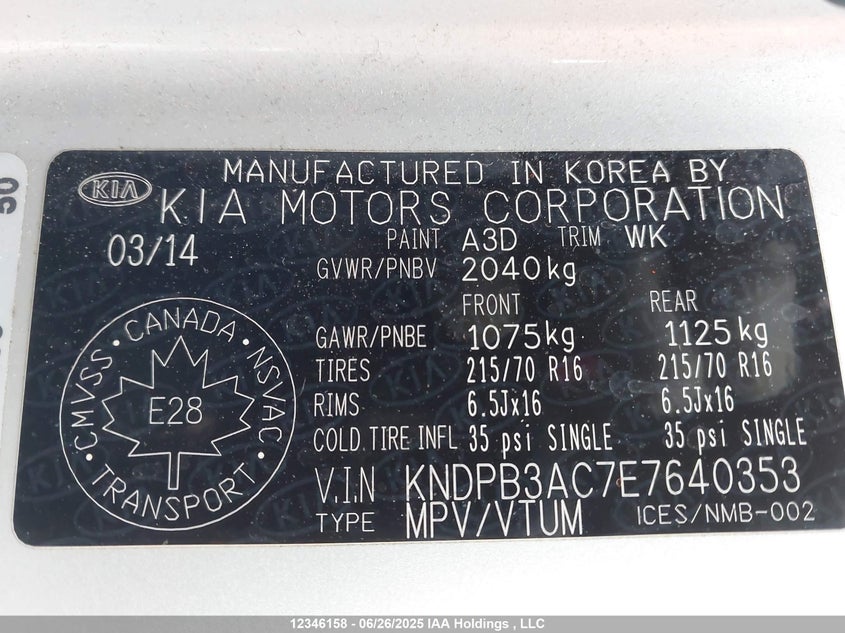 MANUFACTURED IN KOREA BY
KIA
KIA MOTORS CORPORATION
03/14
PAINT A3D TRIM WK
GVWR/PNBV 2040kg
FRONT REAR
GAWR/PNBE 1075kg 1125kg
TIRES 215/70 R16 215/70 R16
RIMS 6.5Jx16 6.5Jx16
COLD TIRE INFL 35 psi SINGLE 35 psi SINGLE
CMVSS · CANADA · NSVAC · TRANSPORT ·
E28
V.I.N KNDPB3AC7E7640353
TYPE MPV/VTUM ICES/NMB-002
12346158 - 06/26/2025 IAA Holdings , LLC